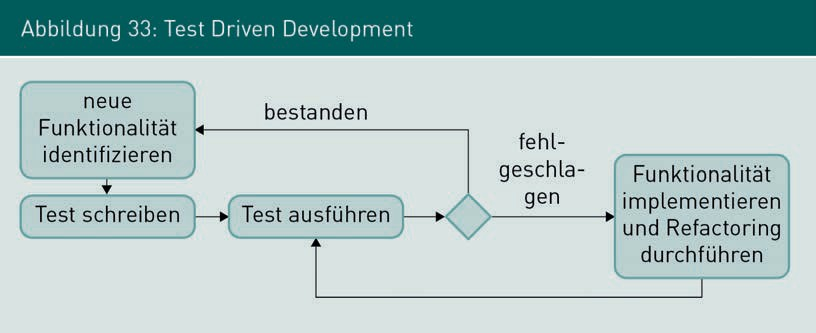 Abbildung 33: Test Driven Development
neue
Funktionalität
identifizieren
bestanden
fehl-
geschla-
gen
Funktionalität
implementieren
und Refactoring
durchführen
Test schreiben
Test ausführen